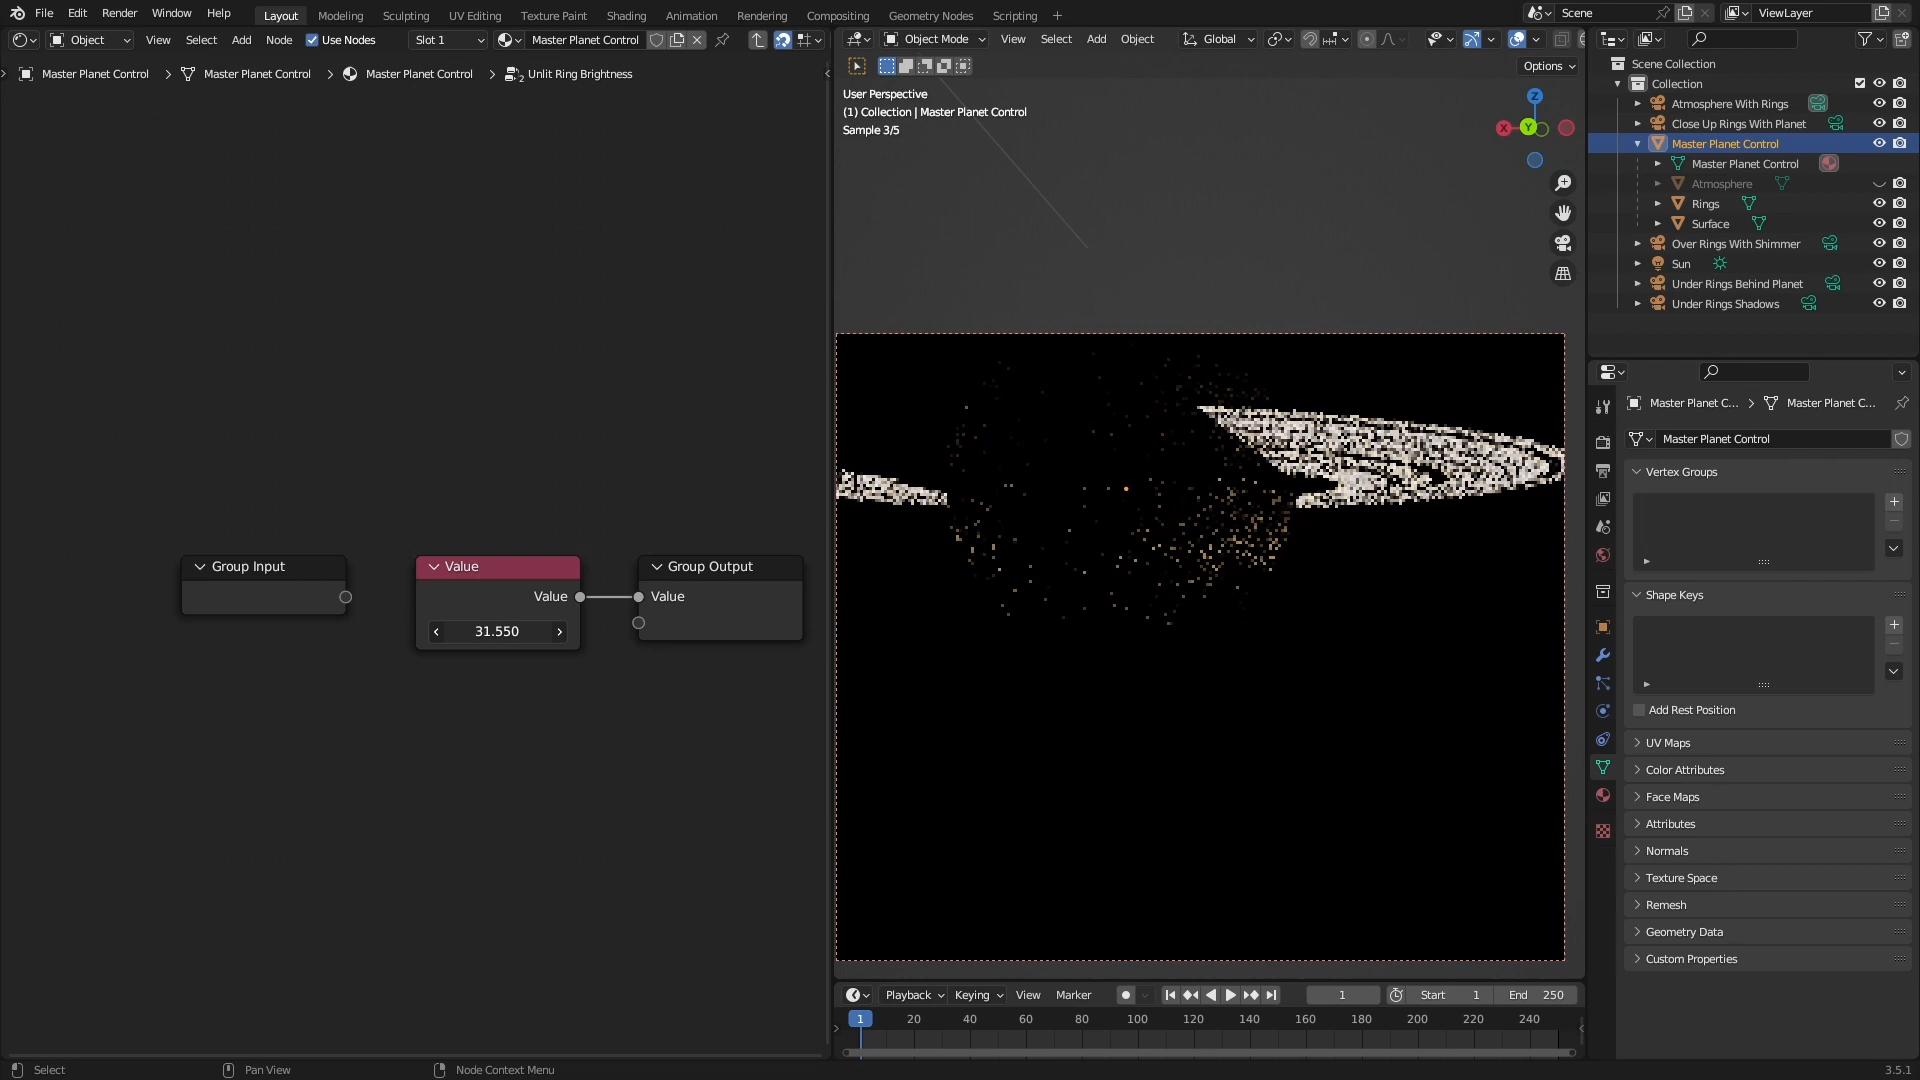 File Edit Render Window Help Layout Modeling Sculpting UV Editing Texture Paint Shading Animation Rendering Compositing Geometry Nodes Scripting + Scene ViewLayer
Object View Select Add Node Use Nodes Slot 1 Master Planet Control
Object Mode View Select Add Object Global
Master Planet Control Master Planet Control Master Planet Control 2 Unlit Ring Brightness
Options
User Perspective
(1) Collection | Master Planet Control
Sample 3/5
Z
X
Y
Group Input
Value
Value
31.550
Group Output
Value
Scene Collection
Collection
Atmosphere With Rings
Close Up Rings With Planet
Master Planet Control
Master Planet Control
Atmosphere
Rings
Surface
Over Rings With Shimmer
Sun
Under Rings Behind Planet
Under Rings Shadows
Master Planet C... Master Planet C...
Master Planet Control
Vertex Groups
Shape Keys
Add Rest Position
UV Maps
Color Attributes
Face Maps
Attributes
Normals
Texture Space
Remesh
Geometry Data
Custom Properties
Playback Keying View Marker 1 Start 1 End 250
1 20 40 60 80 100 120 140 160 180 200 220 240
Select Pan View Node Context Menu 3.5.1